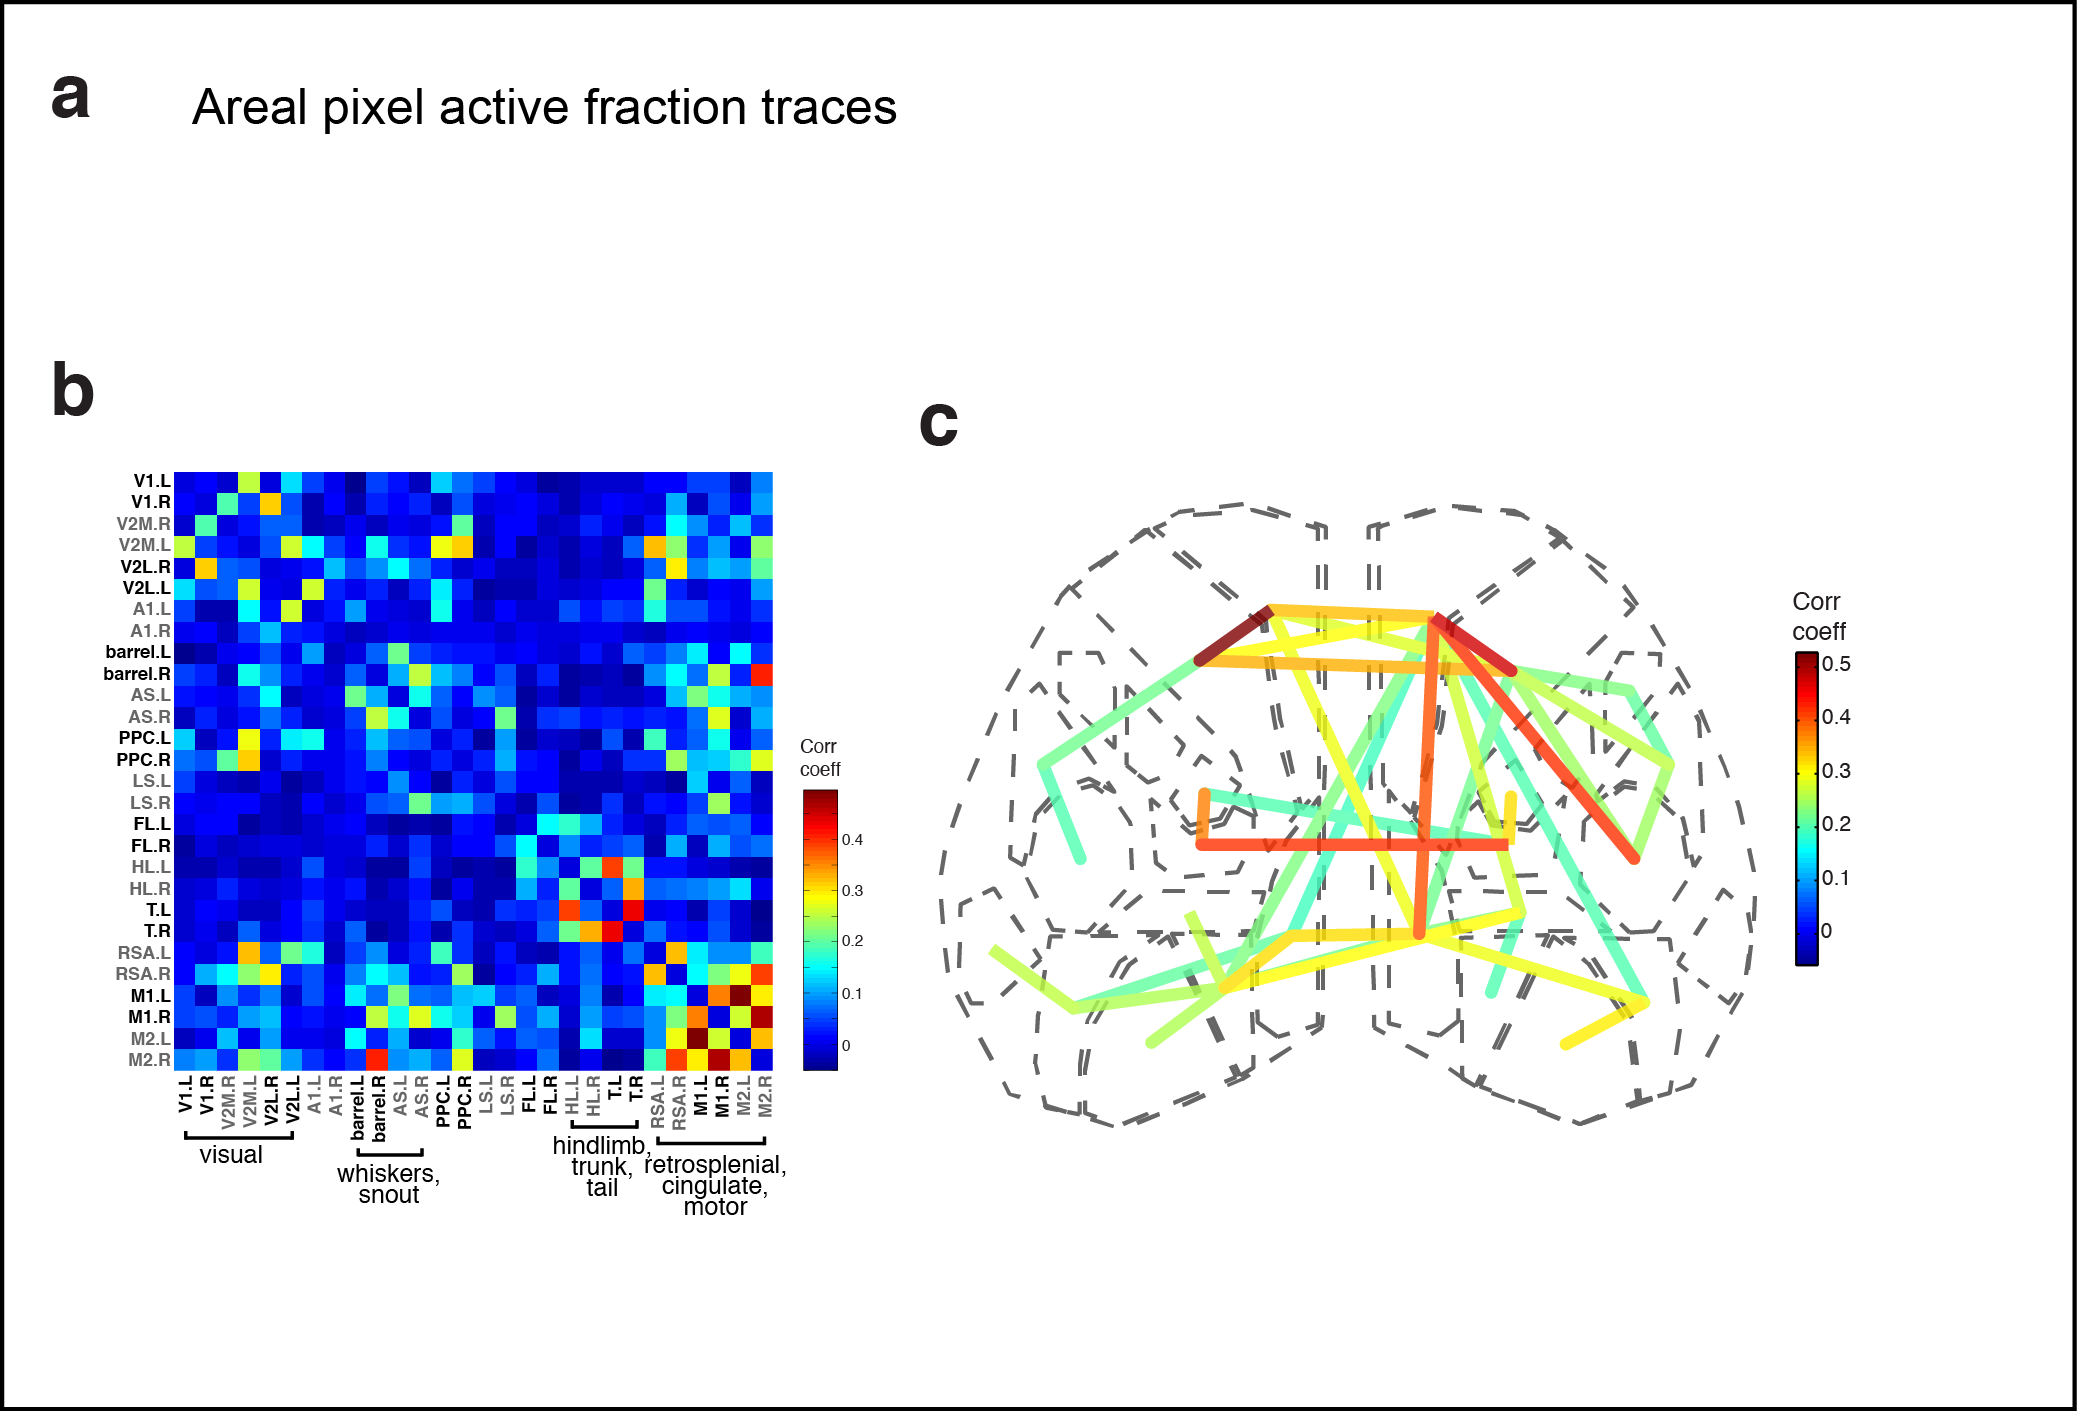 a
Areal pixel active fraction traces
b
c
V1.L
V1.R
V2M.R
V2M.L
V2L.R
V2L.L
A1.L
A1.R
barrel.L
barrel.R
AS.L
AS.R
PPC.L
PPC.R
LS.L
LS.R
FL.L
FL.R
HL.L
HL.R
T.L
T.R
RSA.L
RSA.R
M1.L
M1.R
M2.L
M2.R
V1.L
V1.R
V2M.R
V2M.L
V2L.R
V2L.L
A1.L
A1.R
barrel.L
barrel.R
AS.L
AS.R
PPC.L
PPC.R
LS.L
LS.R
FL.L
FL.R
HL.L
HL.R
T.L
T.R
RSA.L
RSA.R
M1.L
M1.R
M2.L
M2.R
visual
whiskers,
snout
hindlimb,
trunk,
tail
retrosplenial,
cingulate,
motor
Corr
coeff
0.4
0.3
0.2
0.1
0
Corr
coeff
0.5
0.4
0.3
0.2
0.1
0